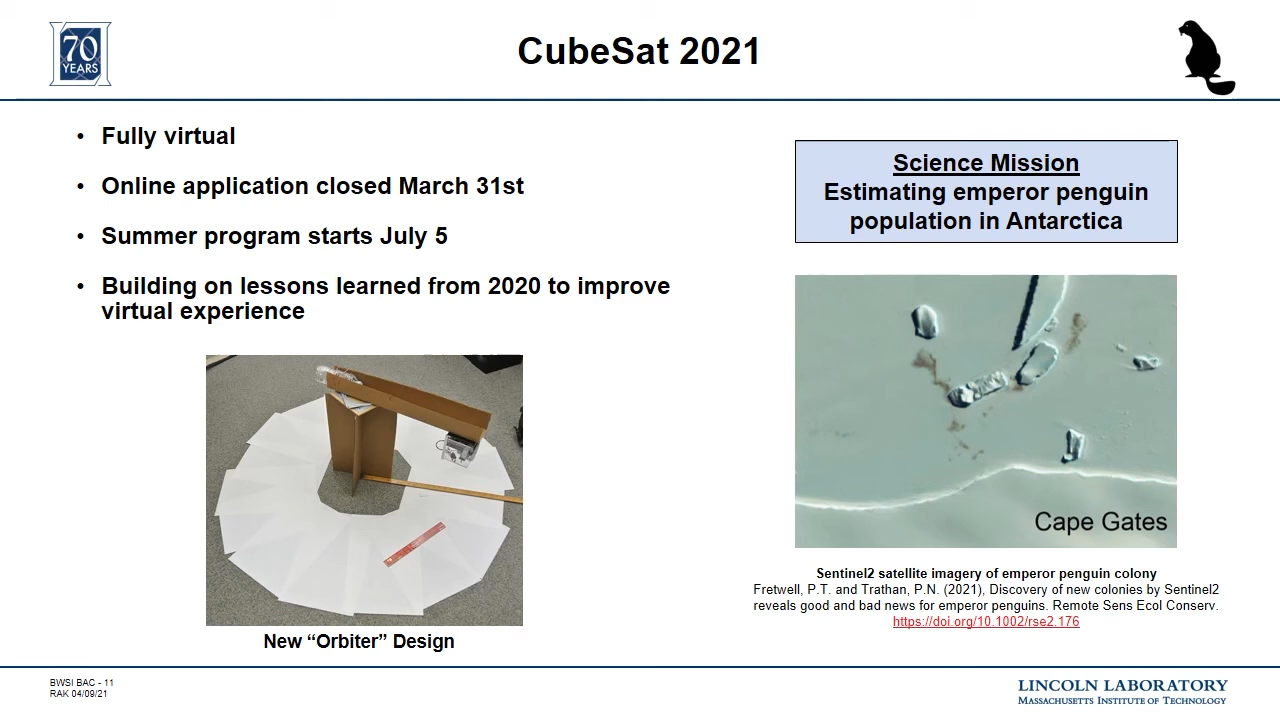 70
YEARS
CubeSat 2021
• Fully virtual
• Online application closed March 31st
• Summer program starts July 5
• Building on lessons learned from 2020 to improve
virtual experience
New “Orbiter” Design
Science Mission
Estimating emperor penguin
population in Antarctica
Cape Gates
Sentinel2 satellite imagery of emperor penguin colony
Fretwell, P.T. and Trathan, P.N. (2021), Discovery of new colonies by Sentinel2
reveals good and bad news for emperor penguins. Remote Sens Ecol Conserv.
https://doi.org/10.1002/rse2.176
BWSI BAC - 11
RAK 04/09/21
LINCOLN LABORATORY
MASSACHUSETTS INSTITUTE OF TECHNOLOGY